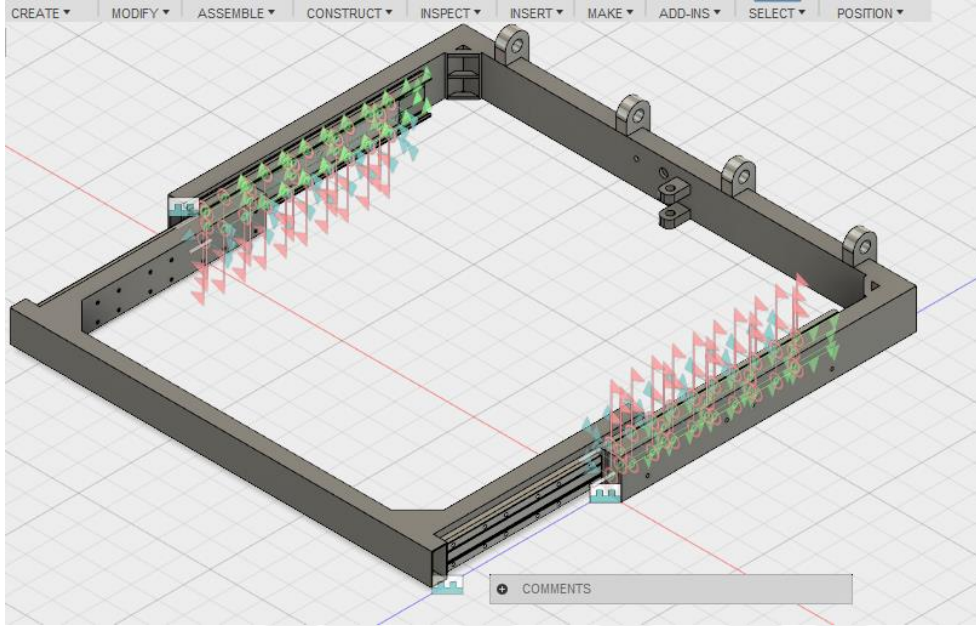 CREATE ▾ MODIFY ▾ ASSEMBLE ▾ CONSTRUCT ▾ INSPECT ▾ INSERT ▾ MAKE ▾ ADD-INS ▾ SELECT ▾ POSITION ▾
COMMENTS